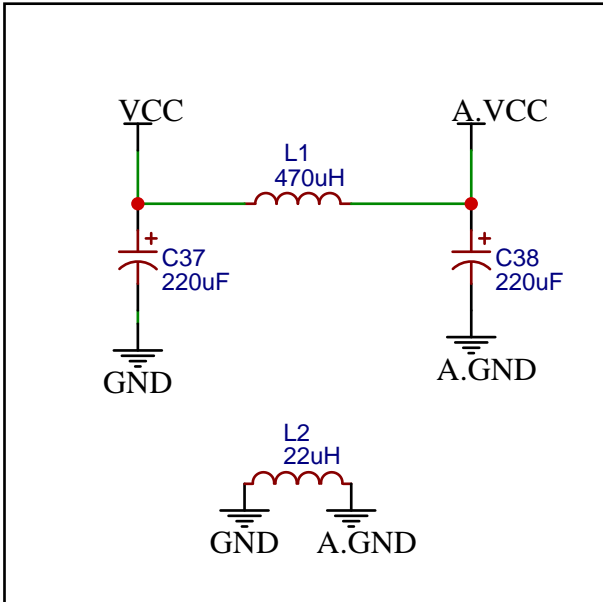 VCC
A.VCC
L1
470uH
+
C37
220uF
+
C38
220uF
GND
A.GND
L2
22uH
GND
A.GND